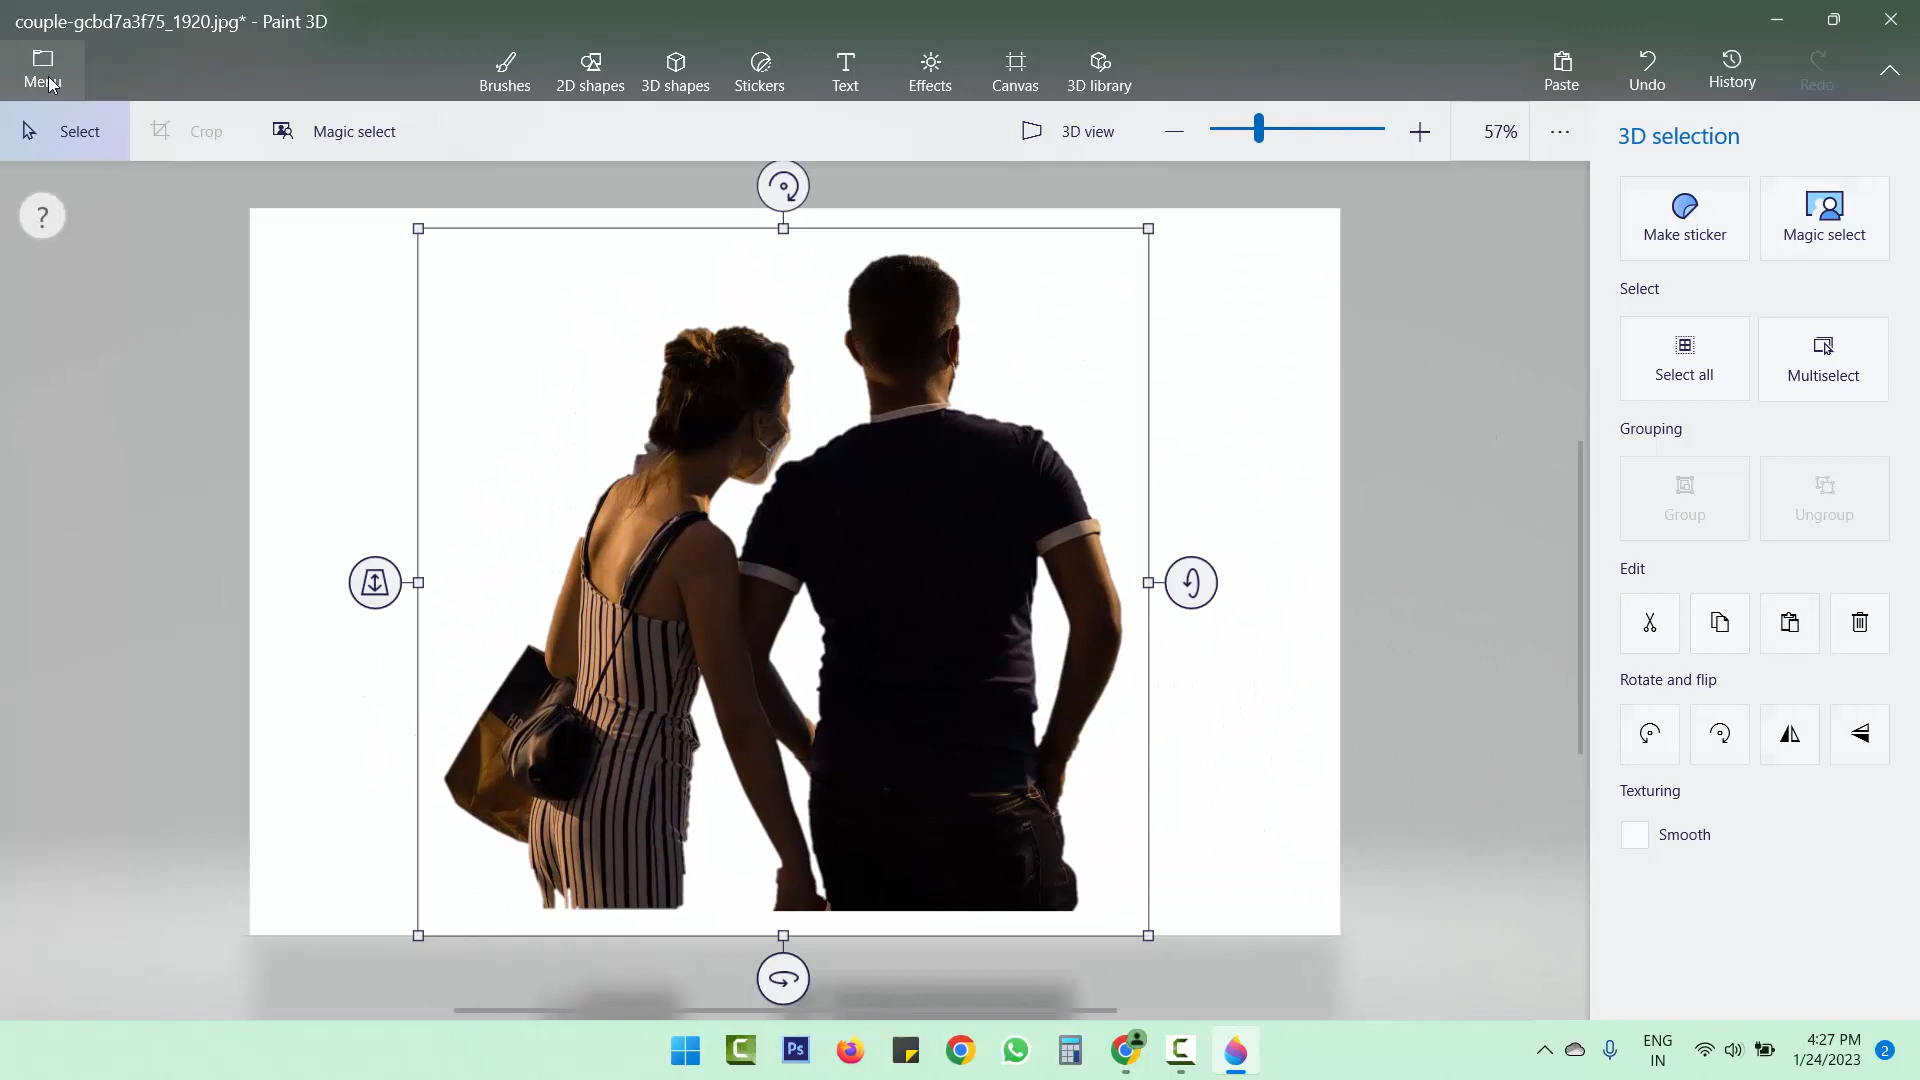 couple-gcbd7a3f75_1920.jpg* - Paint 3D
Menu
Brushes
2D shapes
3D shapes
Stickers
Text
Effects
Canvas
3D library
Paste
Undo
History
Redo
Select
Crop
Magic select
3D view
57%
3D selection
?
Make sticker
Magic select
Select
Select all
Multiselect
Grouping
Group
Ungroup
Edit
Rotate and flip
Texturing
Smooth
Ps
ENG
IN
4:27 PM
1/24/2023
2